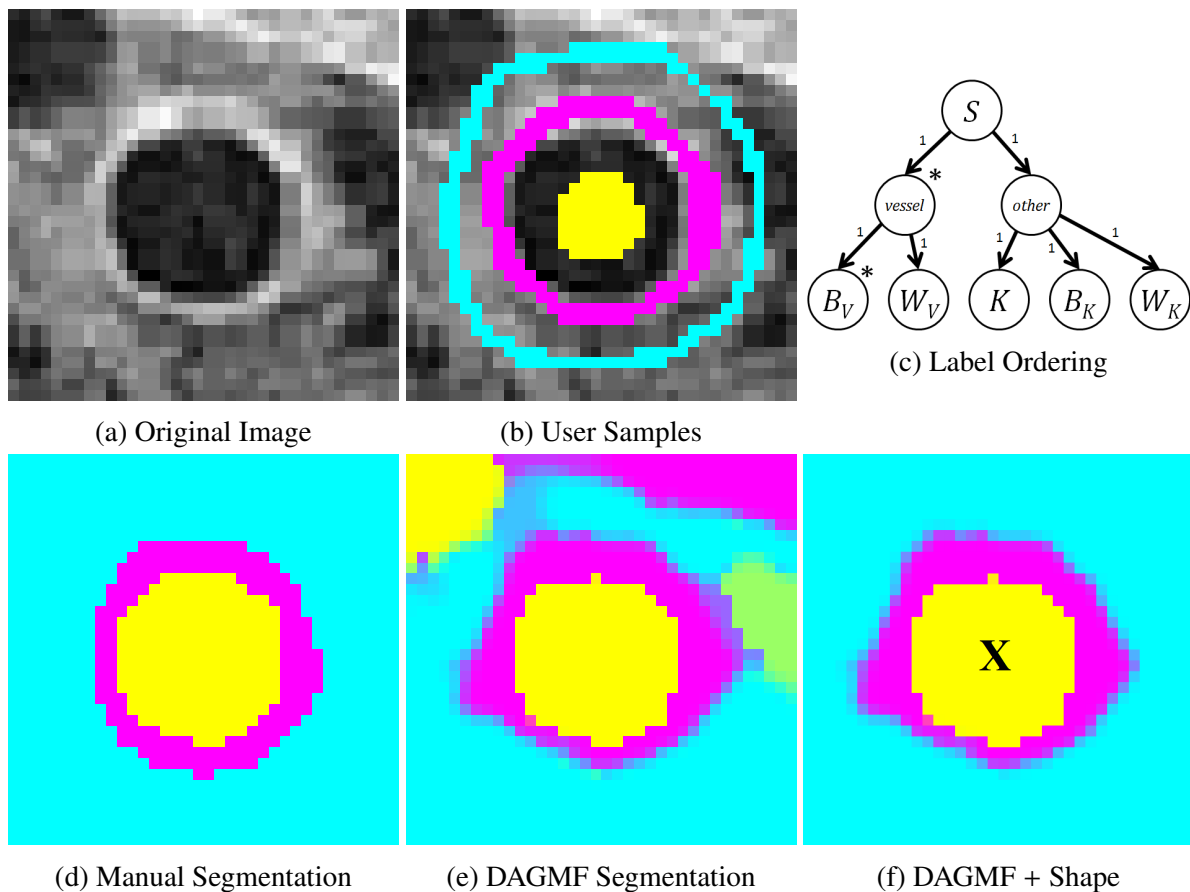 S
1 1
*
vessel other
1 1 1 1 1
*
B_V W_V K B_K W_K
(c) Label Ordering
(a) Original Image (b) User Samples
X
(d) Manual Segmentation (e) DAGMF Segmentation (f) DAGMF + Shape